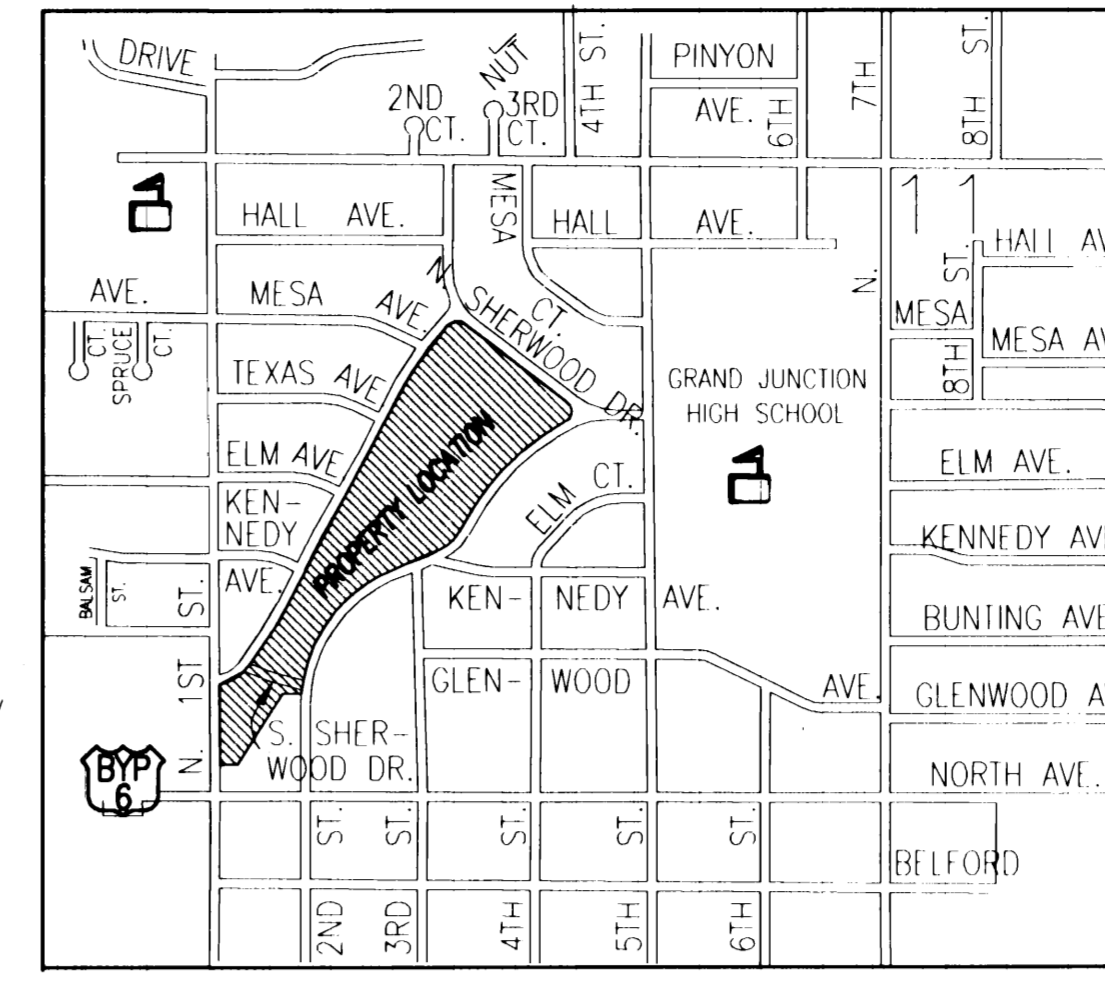 DRIVE
NUT
4TH ST.
PINYON
AVE.
6TH
7TH
8TH ST.
2ND
CT.
3RD
CT.
HALL AVE.
MESA
CT.
HALL AVE.
11
ST.
HALL AV
AVE.
MESA AVE.
N. SHERWOOD DR.
N.
MESA
8TH
MESA AV
CT.
SPRUCE
CT.
TEXAS AVE
GRAND JUNCTION
HIGH SCHOOL
ELM AVE
PROPERTY LOCATION
ELM CT.
ELM AVE.
KEN-
NEDY
AVE.
KENNEDY AVE
BALSAM
ST.
N. 1ST ST.
KEN- NEDY AVE.
BUNTING AVE
GLEN- WOOD AVE.
GLENWOOD A
S. SHER-
WOOD DR.
BYP
6
NORTH AVE.
2ND ST.
3RD ST.
4TH ST.
5TH ST.
6TH ST.
BELFORD